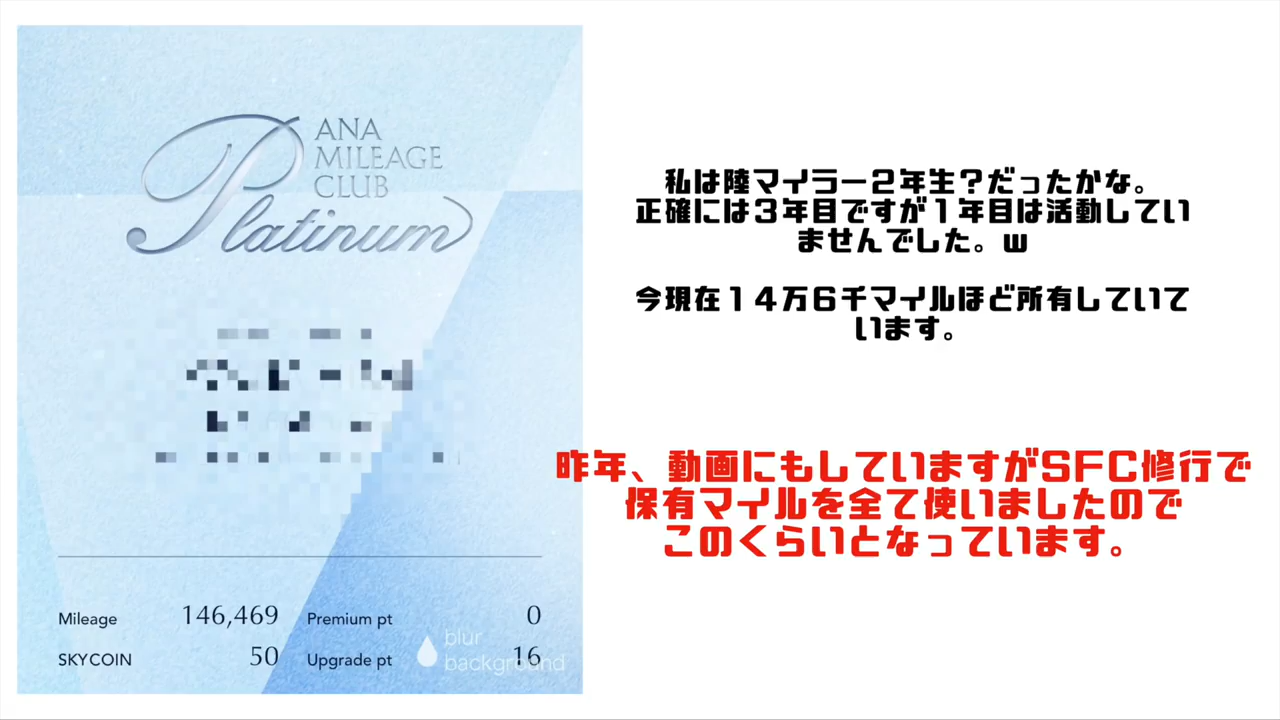 ANA
MILEAGE
CLUB
Platinum
Mileage 146,469 Premium pt 0
SKYCOIN 50 Upgrade pt 16
blur
background
私は陸マイラー2年生？だったかな。
正確には3年目ですが1年目は活動してい
ませんでした。w
今現在14万6千マイルほど所有していて
います。
昨年、動画にもしていますがSFC修行で
保有マイルを全て使いましたので
このくらいとなっています。